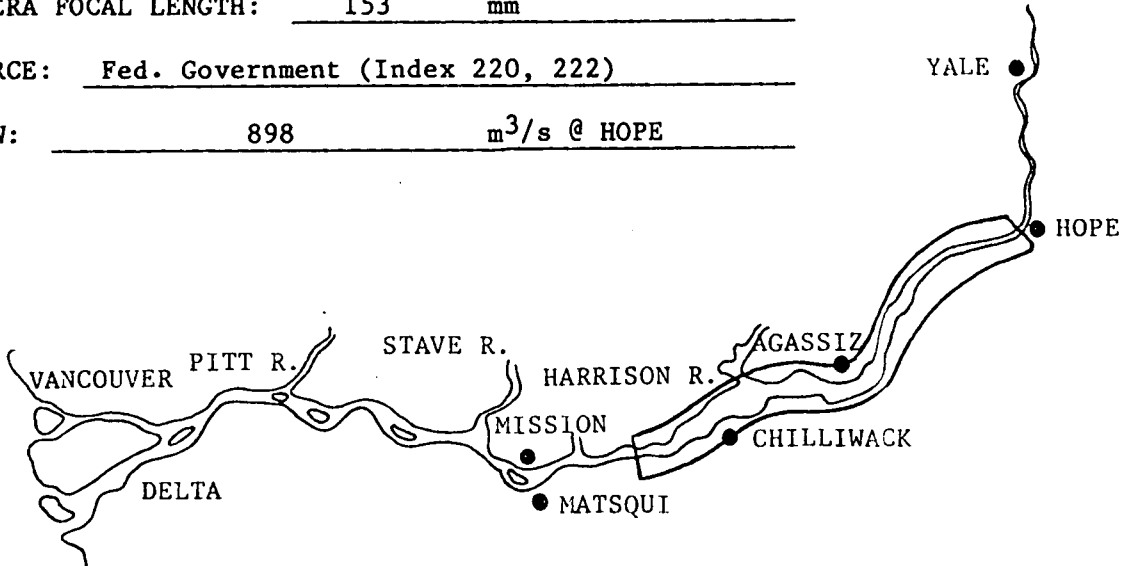 ERA FOCAL LENGTH: 153 mm
RCE: Fed. Government (Index 220, 222)
: 898 m³/s @ HOPE
YALE
HOPE
AGASSIZ
STAVE R.
PITT R.
HARRISON R.
VANCOUVER
MISSION
CHILLIWACK
DELTA
MATSQUI